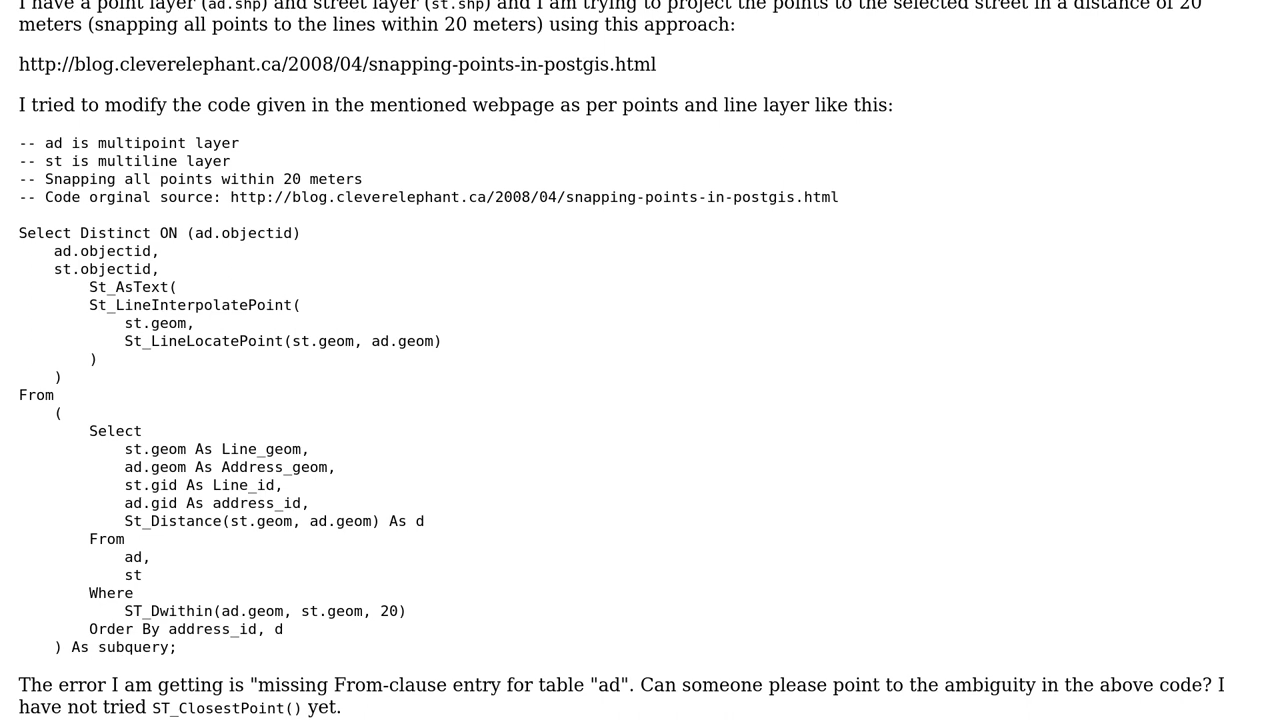 I have a point layer (ad.shp) and street layer (st.shp) and I am trying to project the points to the selected street in a distance of 20
meters (snapping all points to the lines within 20 meters) using this approach:
http://blog.cleverelephant.ca/2008/04/snapping-points-in-postgis.html
I tried to modify the code given in the mentioned webpage as per points and line layer like this:
-- ad is multipoint layer
-- st is multiline layer
-- Snapping all points within 20 meters
-- Code orginal source: http://blog.cleverelephant.ca/2008/04/snapping-points-in-postgis.html
Select Distinct ON (ad.objectid)
    ad.objectid,
    st.objectid,
        St_AsText(
        St_LineInterpolatePoint(
            st.geom,
            St_LineLocatePoint(st.geom, ad.geom)
        )
    )
From
    (
        Select
            st.geom As Line_geom,
            ad.geom As Address_geom,
            st.gid As Line_id,
            ad.gid As address_id,
            St_Distance(st.geom, ad.geom) As d
        From
            ad,
            st
        Where
            ST_Dwithin(ad.geom, st.geom, 20)
        Order By address_id, d
    ) As subquery;
The error I am getting is "missing From-clause entry for table "ad". Can someone please point to the ambiguity in the above code? I
have not tried ST_ClosestPoint() yet.